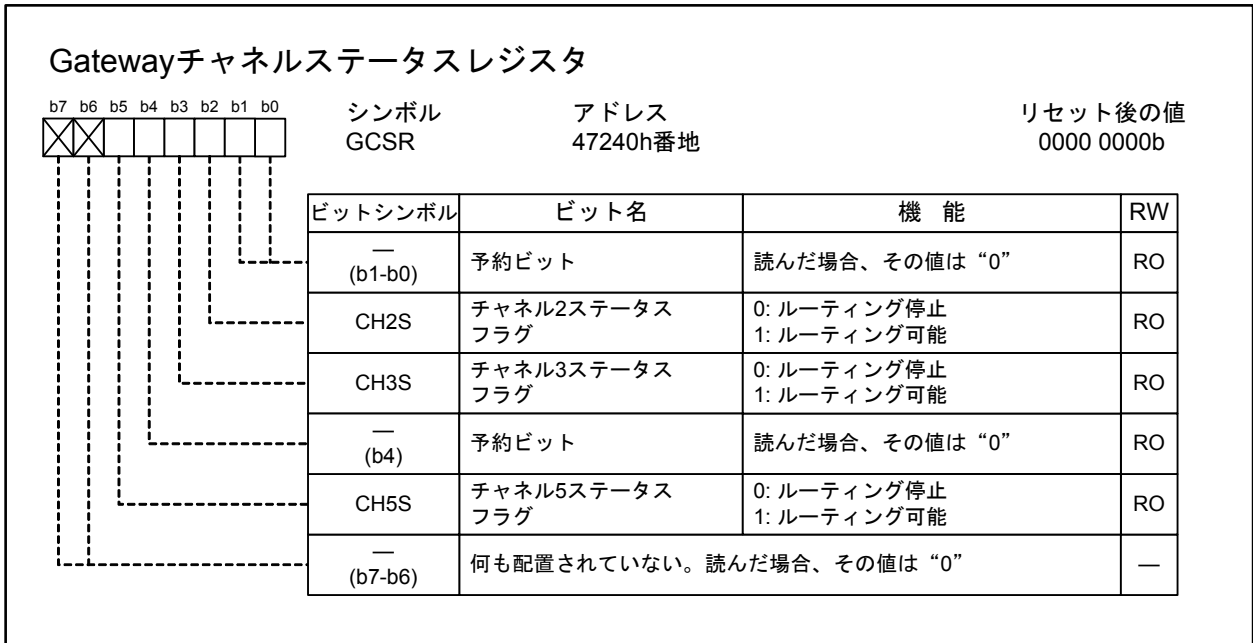 Gatewayチャネルステータスレジスタ
b7 b6 b5 b4 b3 b2 b1 b0
シンボル アドレス リセット後の値
GCSR 47240h番地 0000 0000b
ビットシンボル ビット名 機 能 RW
—
(b1-b0) 予約ビット 読んだ場合、その値は“0” RO
CH2S チャネル2ステータス
フラグ 0: ルーティング停止
1: ルーティング可能 RO
CH3S チャネル3ステータス
フラグ 0: ルーティング停止
1: ルーティング可能 RO
—
(b4) 予約ビット 読んだ場合、その値は“0” RO
CH5S チャネル5ステータス
フラグ 0: ルーティング停止
1: ルーティング可能 RO
—
(b7-b6) 何も配置されていない。読んだ場合、その値は“0” —